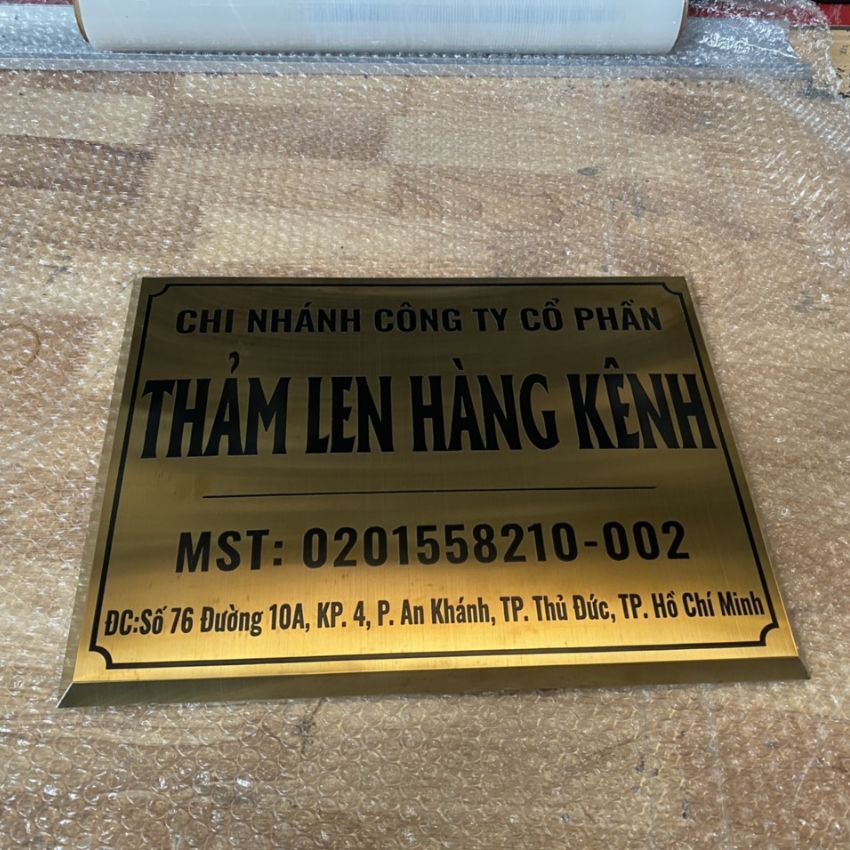 CHI NHÁNH CÔNG TY CỔ PHẦN
THẢM LEN HÀNG KÊNH
MST: 0201558210-002
ĐC:Số 76 Đường 10A, KP. 4, P. An Khánh, TP. Thủ Đức, TP. Hồ Chí Minh